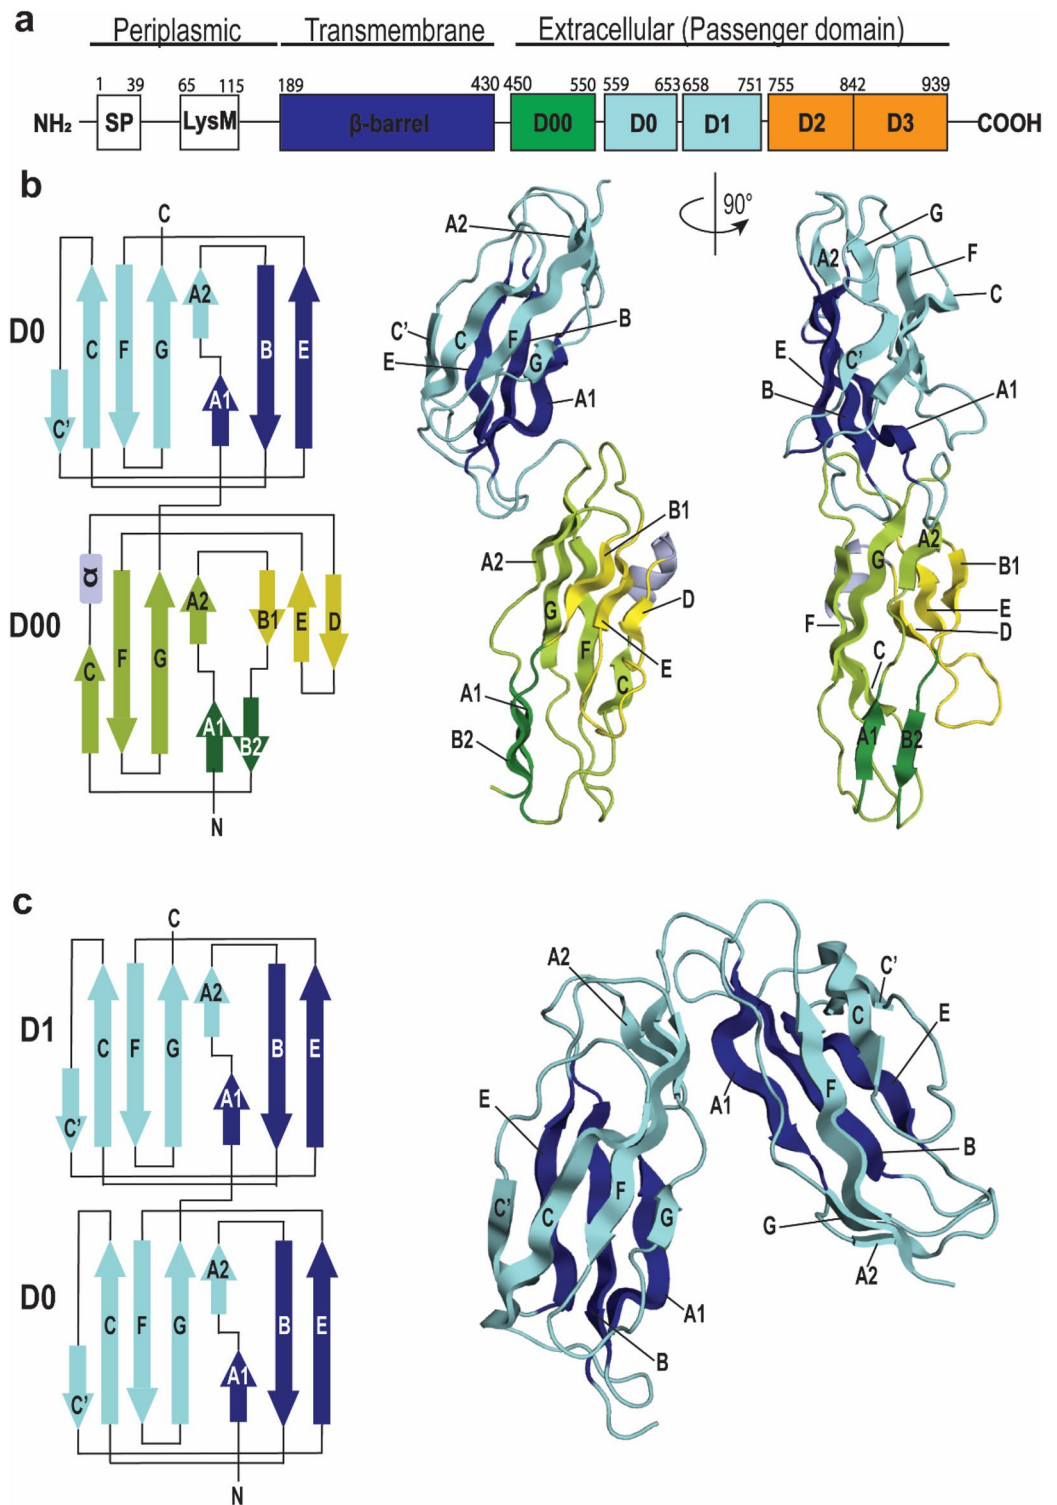 a
Periplasmic Transmembrane Extracellular (Passenger domain)
1 39 65 115 189 430 450 550 559 653 658 751 755 842 939
NH₂ SP LysM β-barrel D00 D0 D1 D2 D3 COOH
b
90°
C
D0
C' C F G A2 A1 B E
D00
α C F G A2 A1 B1 B2 E D
N
A2
C'
C
F
B
E
G
A1
B1
A2
G
D
F
E
C
A1
B2
G
A2
F
C
E
C'
B
A1
A2
G
B1
E
F
D
C
A1
B2
c
C
D1
C' C F G A2 A1 B E
D0
C' C F G A2 A1 B E
N
A2
E
C'
C
F
G
A1
B
C'
C
E
A1
F
B
G
A2